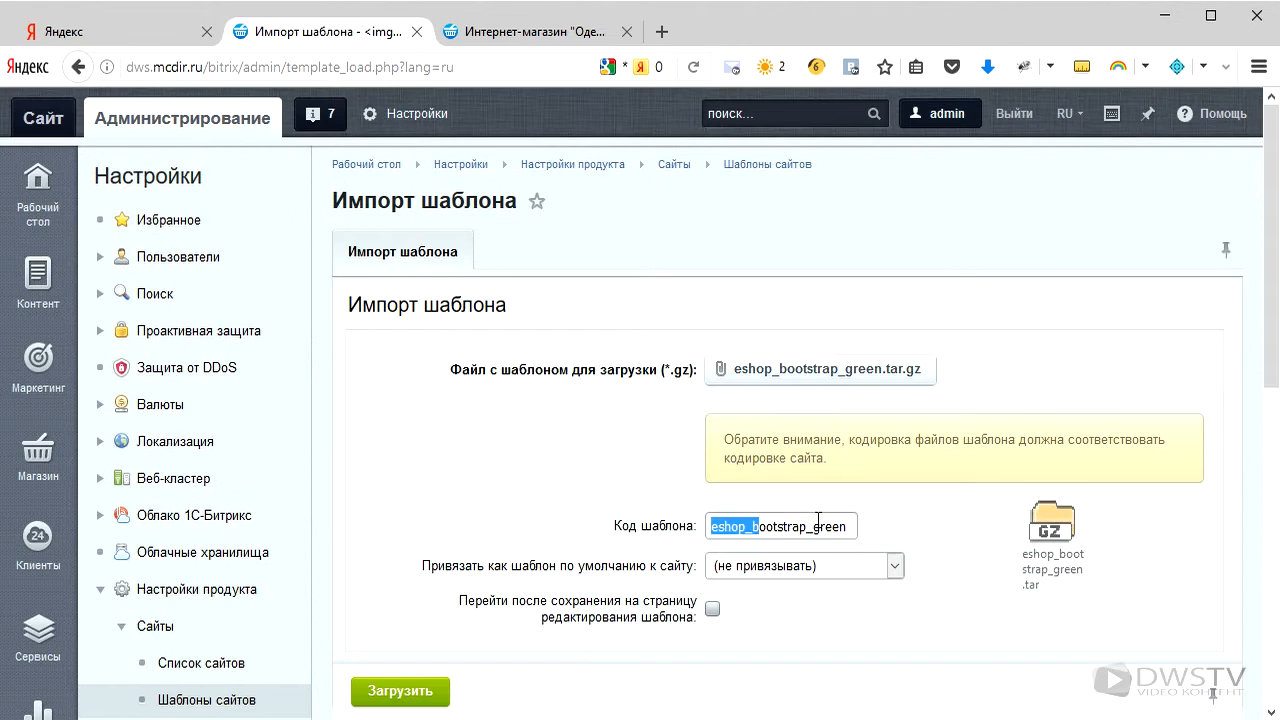 Яндекс
Импорт шаблона - <img...
Интернет-магазин "Оде...
Яндекс
dws.mcdir.ru/bitrix/admin/template_load.php?lang=ru
0
2
6
Сайт
Администрирование
7
Настройки
поиск...
admin
Выйти
RU
Помощь
Рабочий стол
Контент
Маркетинг
Магазин
Клиенты
Сервисы
Настройки
Избранное
Пользователи
Поиск
Проактивная защита
Защита от DDoS
Валюты
Локализация
Веб-кластер
Облако 1С-Битрикс
Облачные хранилища
Настройки продукта
Сайты
Список сайтов
Шаблоны сайтов
Рабочий стол Настройки Настройки продукта Сайты Шаблоны сайтов
Импорт шаблона
Импорт шаблона
Импорт шаблона
Файл с шаблоном для загрузки (*.gz): eshop_bootstrap_green.tar.gz
Обратите внимание, кодировка файлов шаблона должна соответствовать
кодировке сайта.
Код шаблона: eshop_bootstrap_green
Привязать как шаблон по умолчанию к сайту: (не привязывать)
Перейти после сохранения на страницу
редактирования шаблона:
GZ
eshop_boot
strap_green
.tar
Загрузить
DWSTV
VIDEO КОНТЕНТ